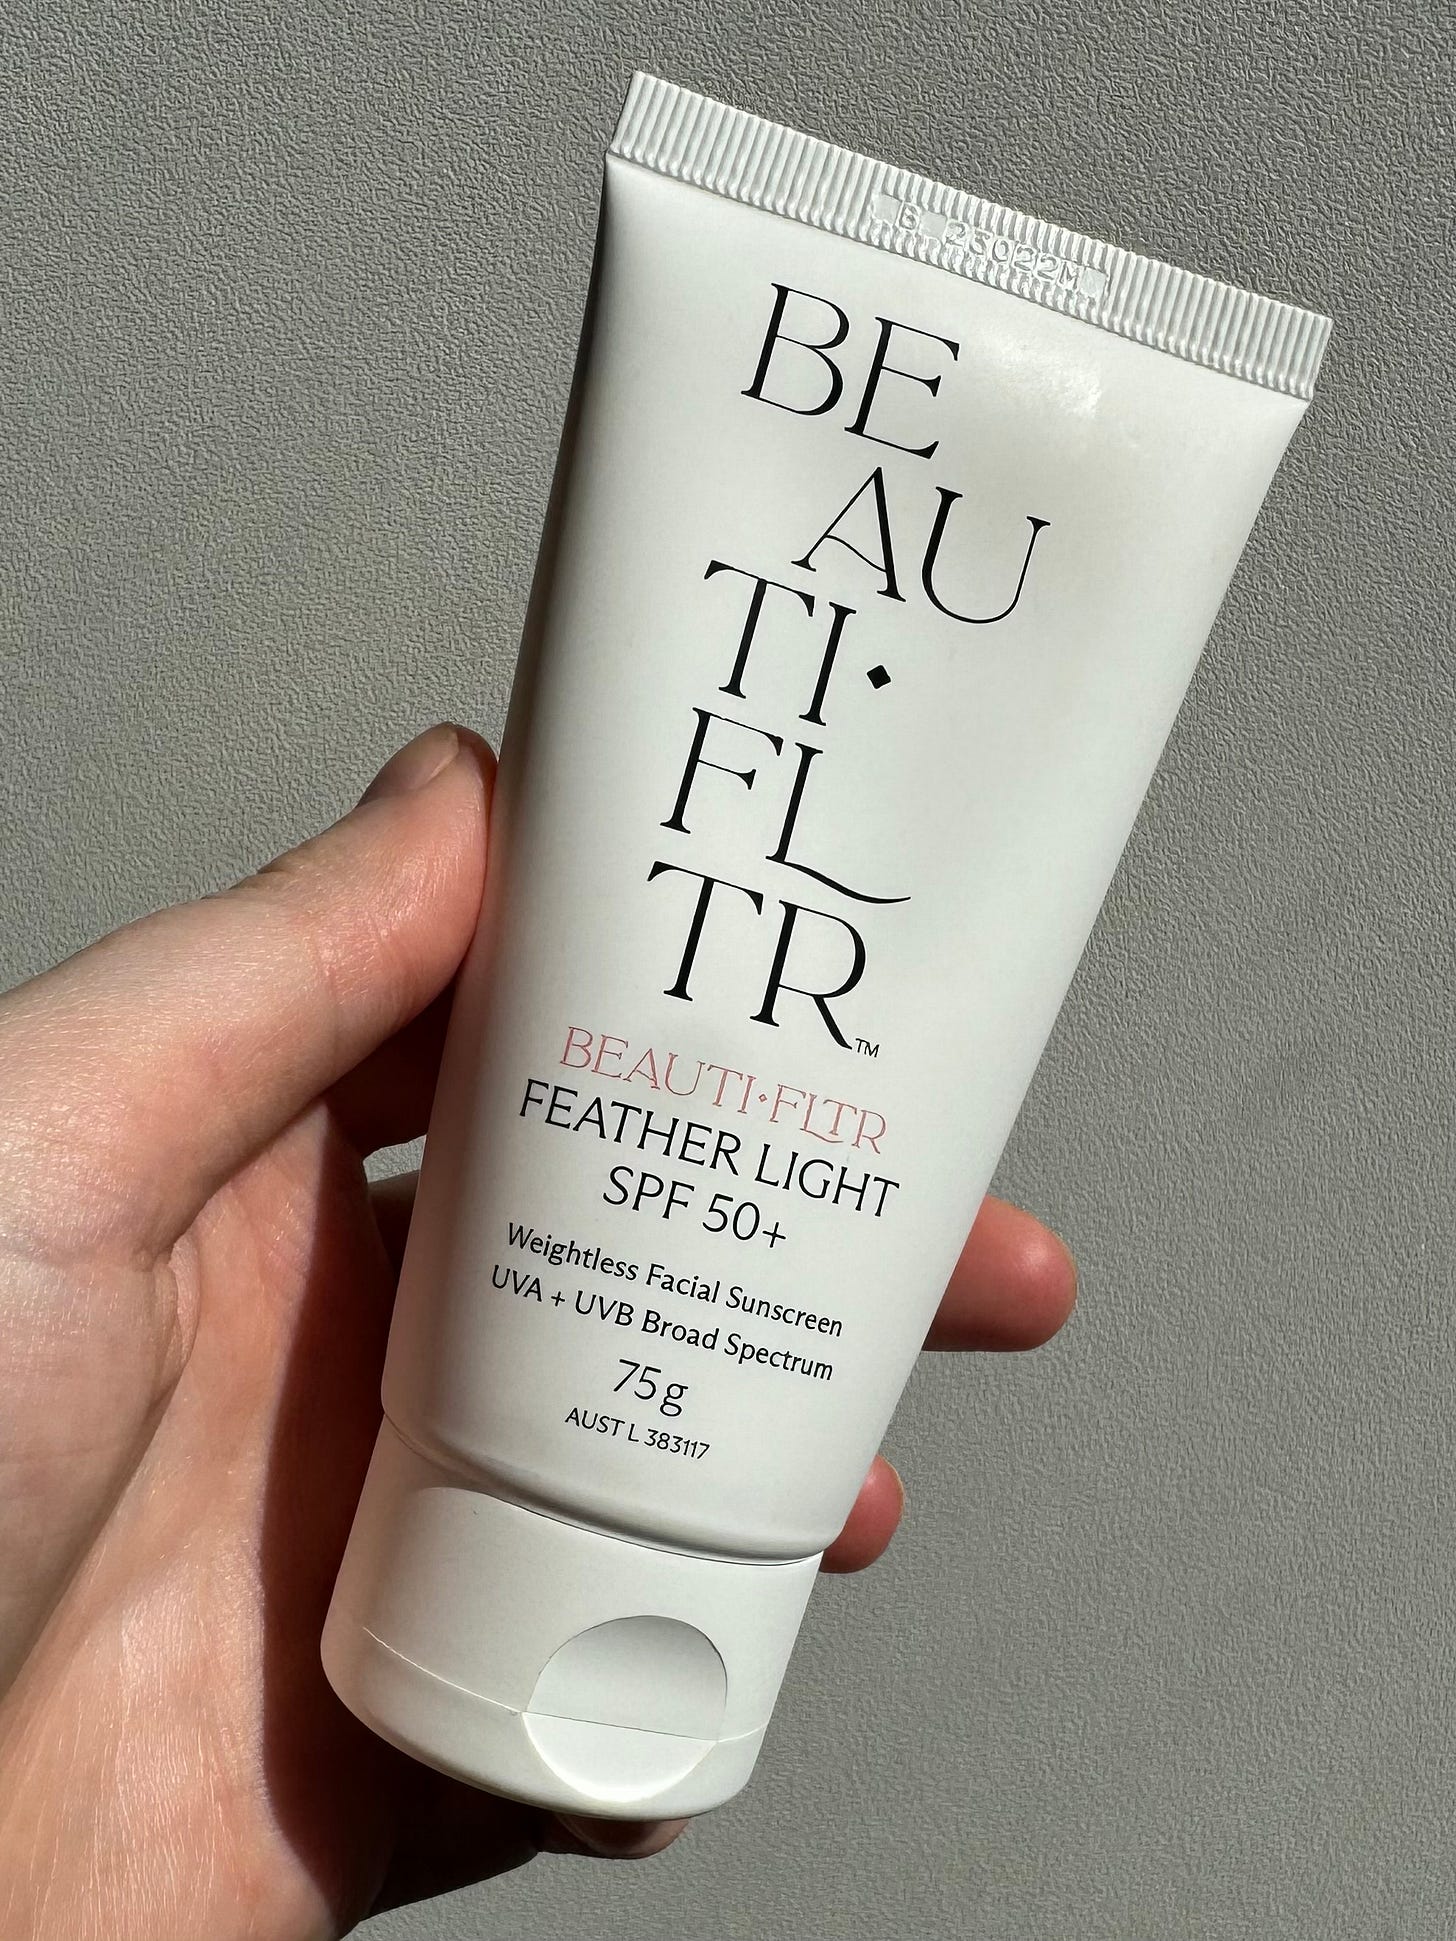 B 23022M
BE
AU
TI·
FL
TR™
BEAUTI·FLTR
FEATHER LIGHT
SPF 50+
Weightless Facial Sunscreen
UVA + UVB Broad Spectrum
75g
AUST L 383117